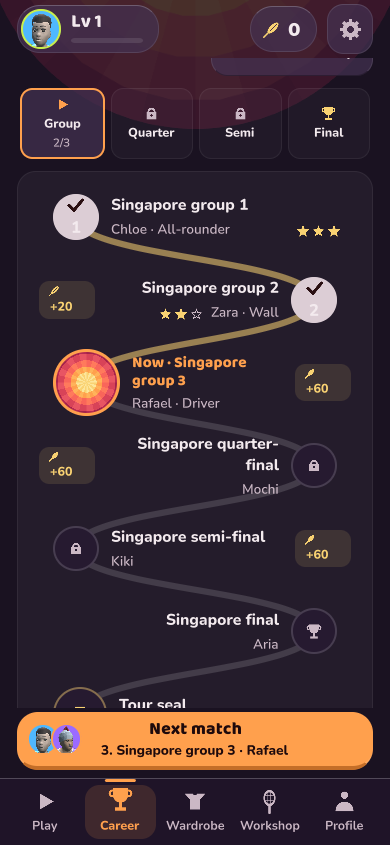 Lv 1
0
Group
2/3
Quarter
Semi
Final
1
Singapore group 1
Chloe · All-rounder
+20
Singapore group 2
Zara · Wall
2
Now · Singapore
group 3
Rafael · Driver
+60
+60
Singapore quarter-
final
Mochi
Singapore semi-final
Kiki
+60
Singapore final
Aria
Tour seal
Next match
3. Singapore group 3 · Rafael
Play
Career
Wardrobe
Workshop
Profile